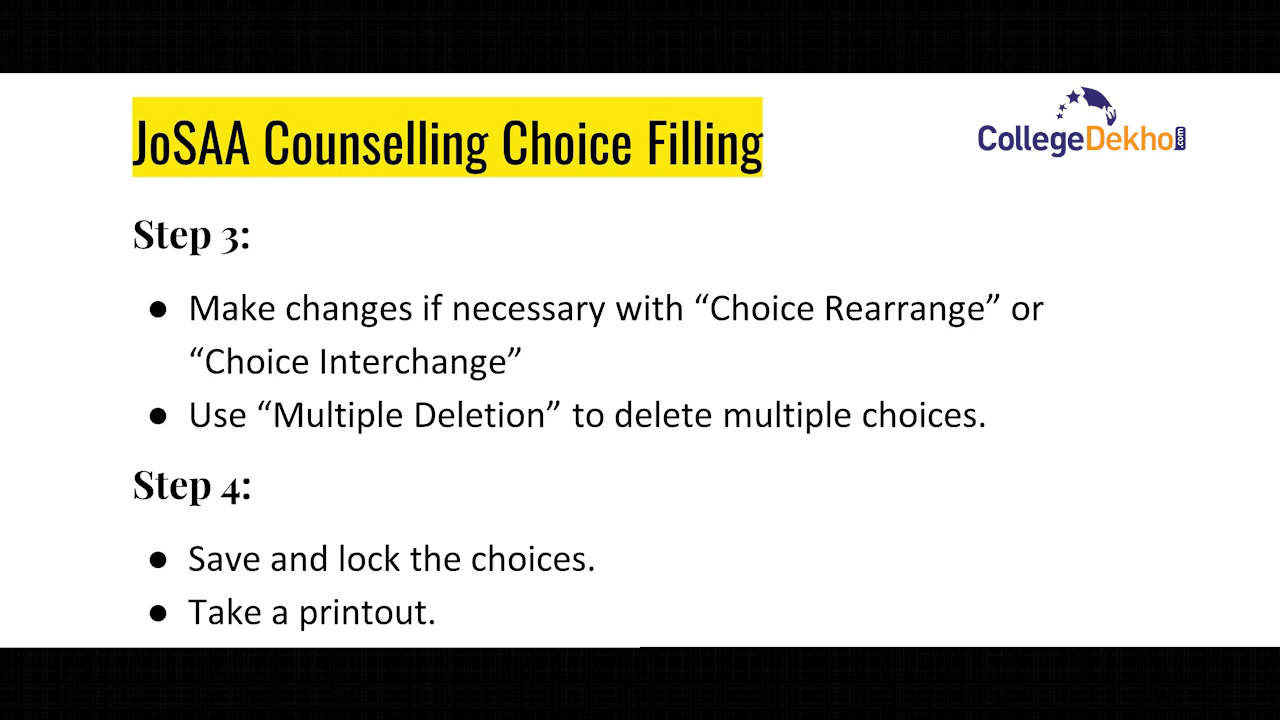 JoSAA Counselling Choice Filling
CollegeDekho.com
Step 3:
● Make changes if necessary with “Choice Rearrange” or
“Choice Interchange”
● Use “Multiple Deletion” to delete multiple choices.
Step 4:
● Save and lock the choices.
● Take a printout.